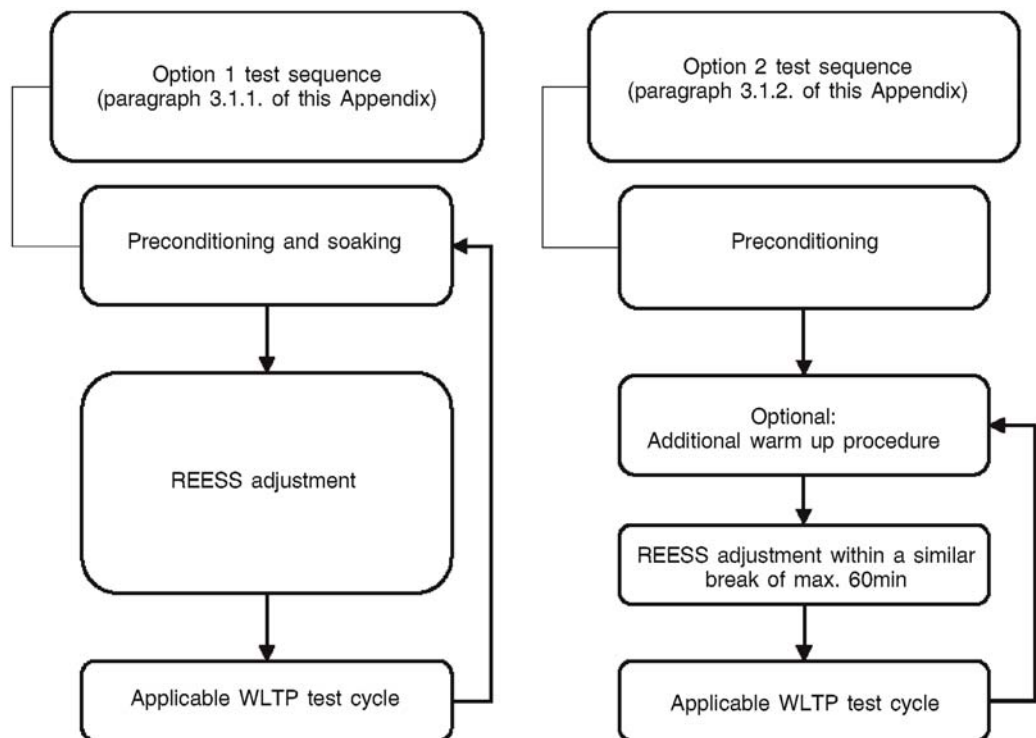 Option 1 test sequence
(paragraph 3.1.1. of this Appendix)
Preconditioning and soaking
REESS adjustment
Applicable WLTP test cycle
Option 2 test sequence
(paragraph 3.1.2. of this Appendix)
Preconditioning
Optional:
Additional warm up procedure
REESS adjustment within a similar
break of max. 60min
Applicable WLTP test cycle